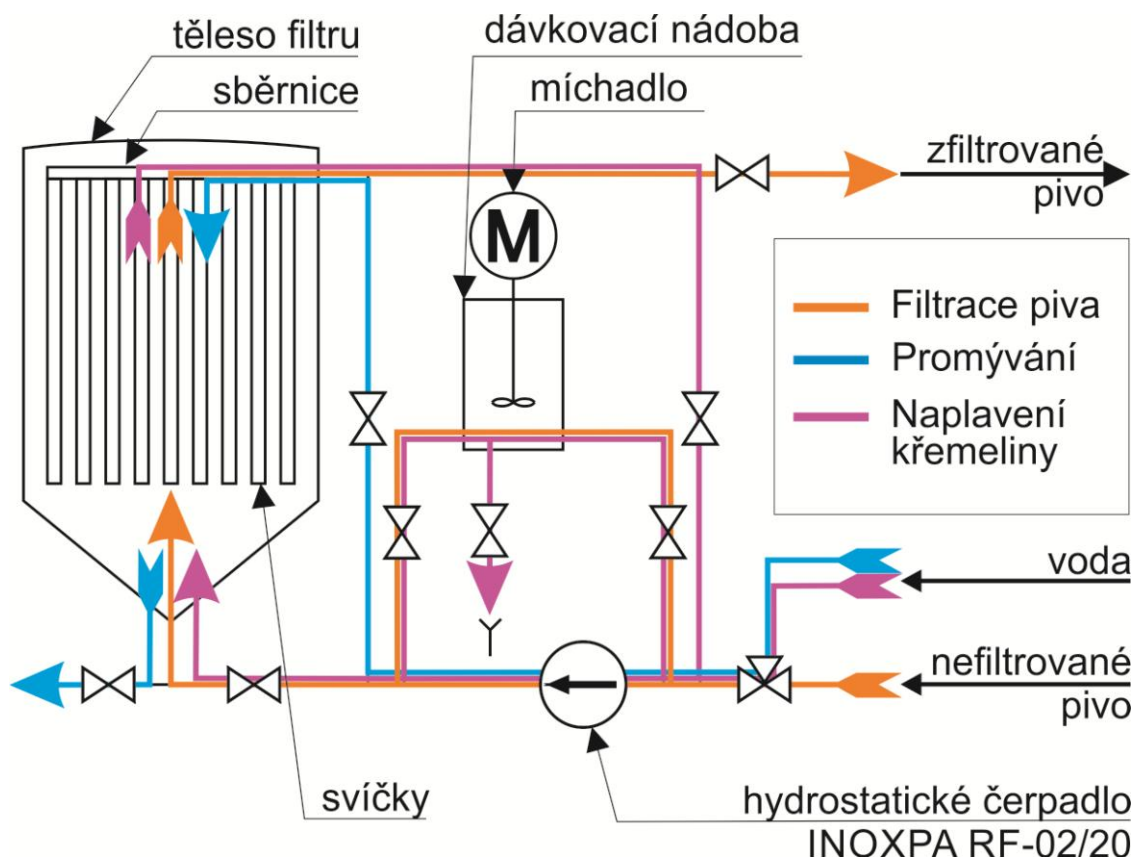 těleso filtru
sběrnice
dávkovací nádoba
míchadlo
zfiltrované
pivo
M
Filtrace piva
Promývání
Naplavení
křemeliny
voda
nefiltrované
pivo
svíčky
hydrostatické čerpadlo
INOXPA RF-02/20